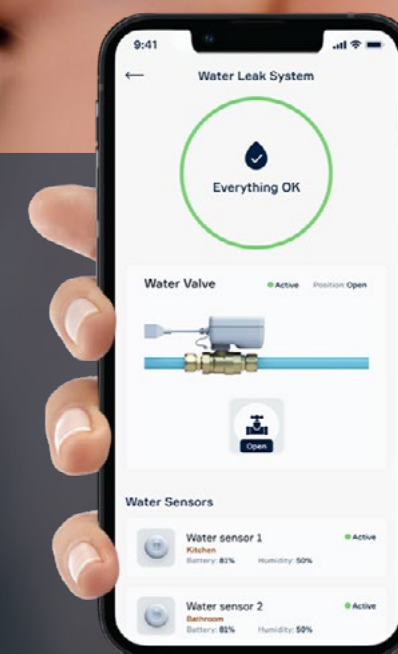 9:41
Water Leak System
Everything OK
Water Valve
Active Position: Open
Open
Water Sensors
Water sensor 1
Active
Kitchen
Battery: 81% Humidity: 50%
Water sensor 2
Active
Bathroom
Battery: 81% Humidity: 50%